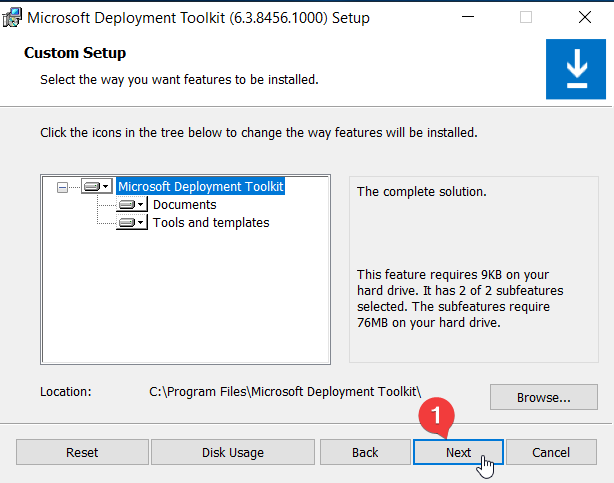 Microsoft Deployment Toolkit (6.3.8456.1000) Setup
Custom Setup
Select the way you want features to be installed.
Click the icons in the tree below to change the way features will be installed.
Microsoft Deployment Toolkit
Documents
Tools and templates
The complete solution.
This feature requires 9KB on your
hard drive. It has 2 of 2 subfeatures
selected. The subfeatures require
76MB on your hard drive.
Location: C:\Program Files\Microsoft Deployment Toolkit\
Browse...
1
Reset Disk Usage Back Next Cancel